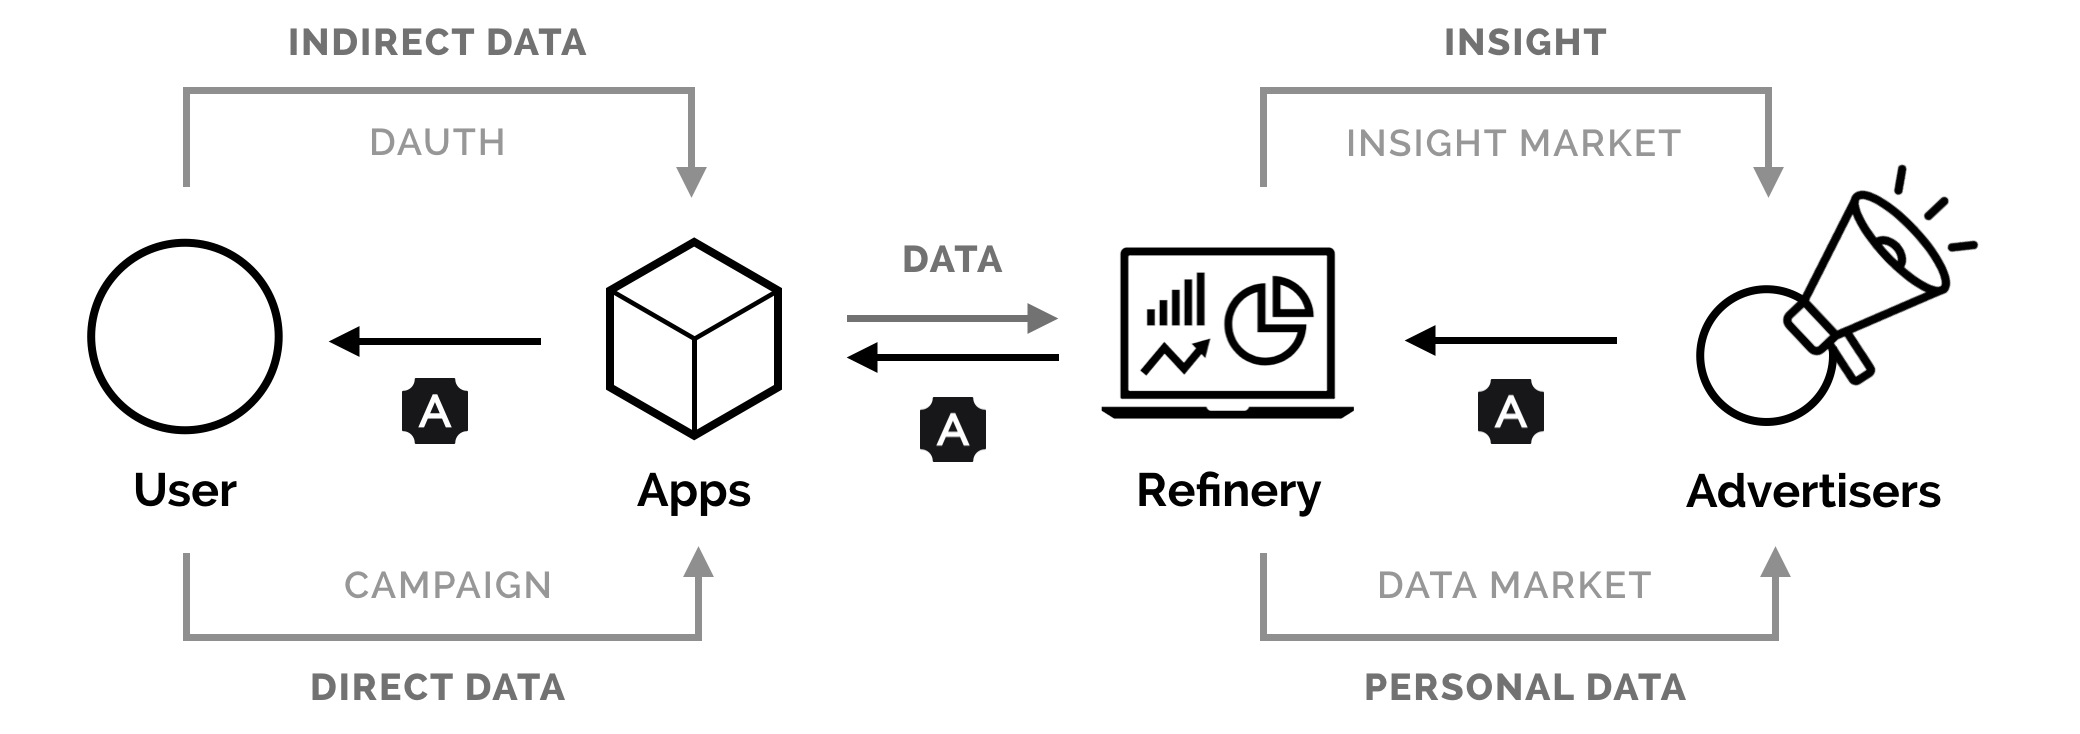 INDIRECT DATA
INSIGHT
DAUTH
INSIGHT MARKET
DATA
A
A
A
User
Apps
Refinery
Advertisers
CAMPAIGN
DATA MARKET
DIRECT DATA
PERSONAL DATA